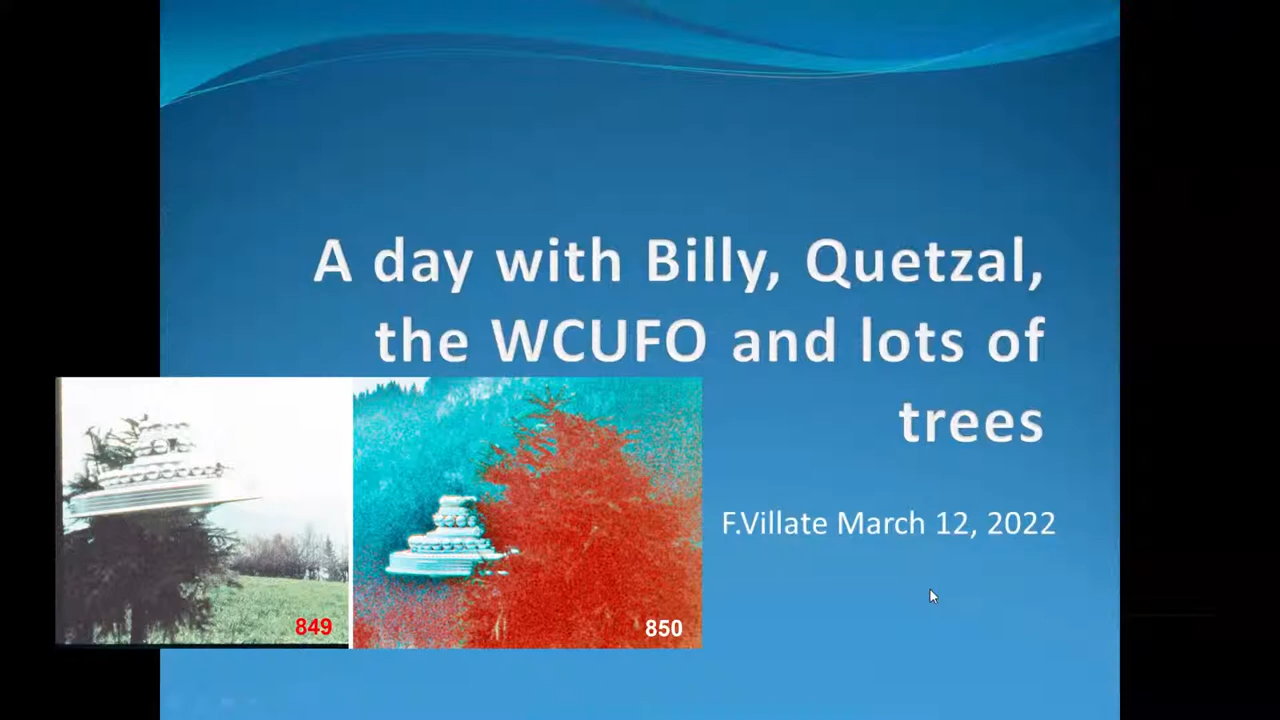 A day with Billy, Quetzal,
the WCUFO and lots of
trees
F.Villate March 12, 2022
849
850